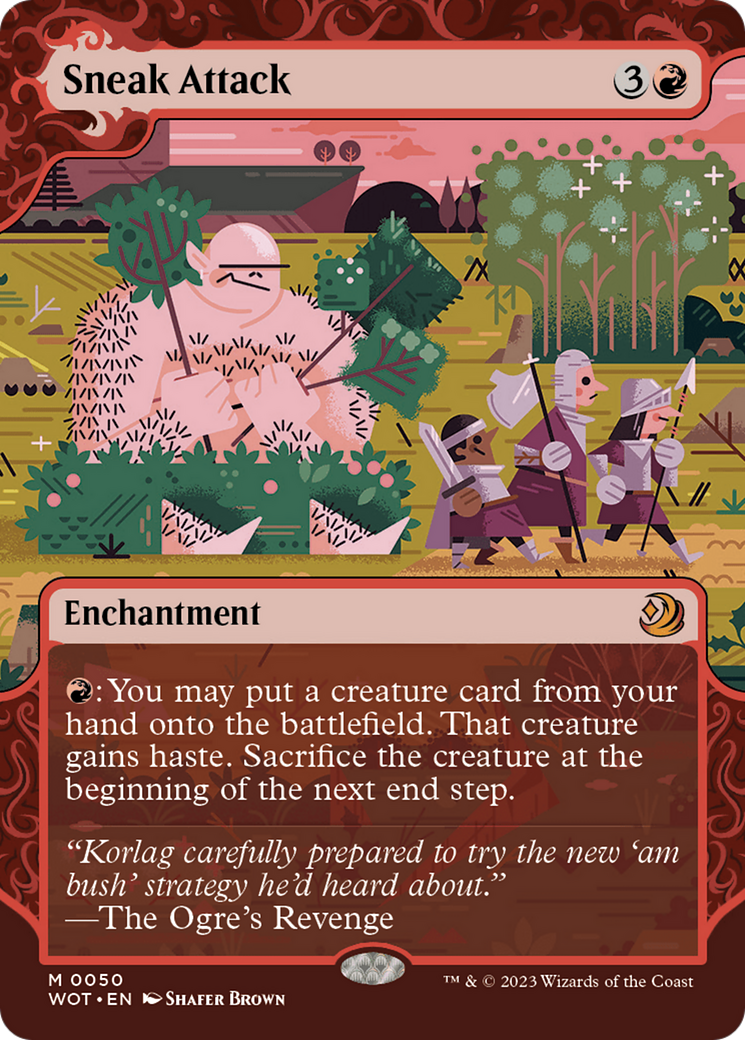 Sneak Attack 3
Enchantment
: You may put a creature card from your
hand onto the battlefield. That creature
gains haste. Sacrifice the creature at the
beginning of the next end step.
“Korlag carefully prepared to try the new ‘am
bush’ strategy he’d heard about.”
—The Ogre’s Revenge
M 0050
WOT • EN Shafer Brown
™ & © 2023 Wizards of the Coast